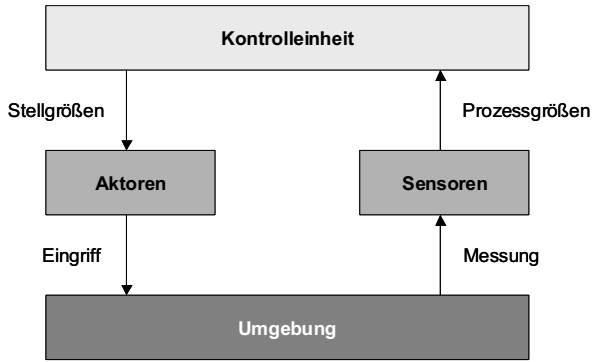 Kontrolleinheit
Stellgrößen
Prozessgrößen
Aktoren
Sensoren
Eingriff
Messung
Umgebung